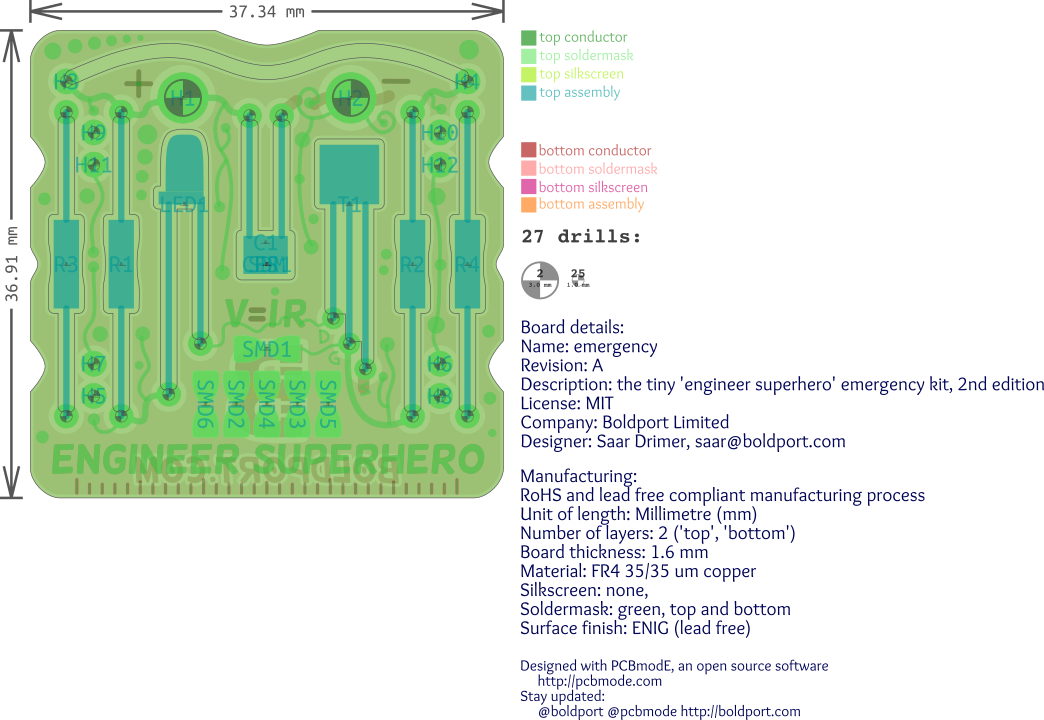 37.34 mm
36.91 mm
H3
H4
H1
H2
H9
H10
H11
H12
LED1
T1
C1
R3
R1
R2
R4
V=iR
SMD1
H7
H6
H5
H8
SMD6
SMD2
SMD4
SMD3
SMD5
ENGINEER SUPERHERO
BOLDPORT.COM
top conductor
top soldermask
top silkscreen
top assembly
bottom conductor
bottom soldermask
bottom silkscreen
bottom assembly
27 drills:
2
3.0 mm
25
1.0 mm
Board details:
Name: emergency
Revision: A
Description: the tiny 'engineer superhero' emergency kit, 2nd edition
License: MIT
Company: Boldport Limited
Designer: Saar Drimer, saar@boldport.com
Manufacturing:
RoHS and lead free compliant manufacturing process
Unit of length: Millimetre (mm)
Number of layers: 2 ('top', 'bottom')
Board thickness: 1.6 mm
Material: FR4 35/35 um copper
Silkscreen: none,
Soldermask: green, top and bottom
Surface finish: ENIG (lead free)
Designed with PCBmodE, an open source software
http://pcbmode.com
Stay updated:
@boldport @pcbmode http://boldport.com